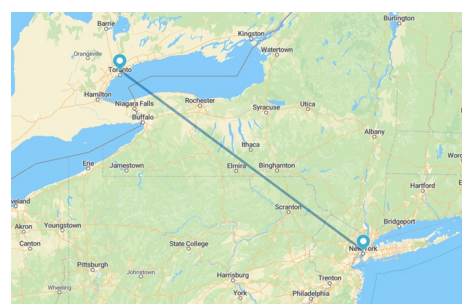 Barrie
Burlington
Kingston
Orangeville
Watertown
Toronto
Hamilton
Niagara Falls
Rochester
Syracuse
Utica
Buffalo
Albany
Ithaca
Erie
Jamestown
Elmira
Binghamton
Hartford
Scranton
Bridgeport
Akron
Youngstown
Canton
State College
New York
Pittsburgh
Johnstown
Harrisburg
Trenton
Wheeling
York
Philadelphia